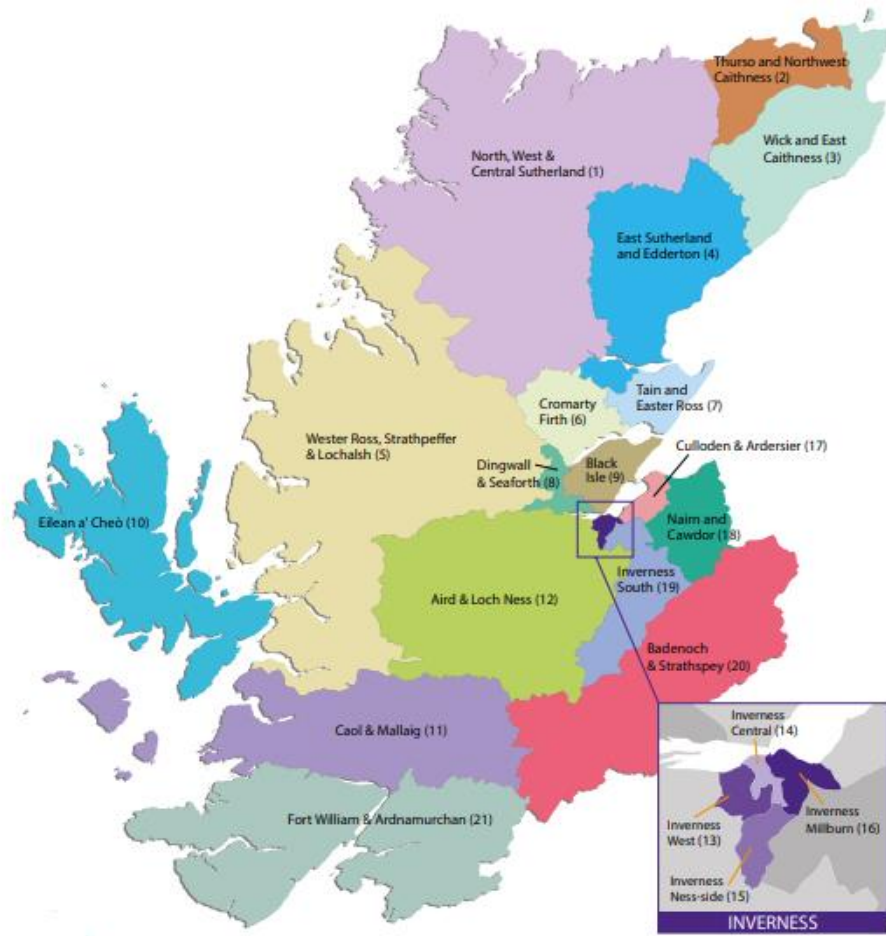 Thurso and Northwest
Caithness (2)
Wick and East
Caithness (3)
North, West &
Central Sutherland (1)
East Sutherland
and Edderton (4)
Tain and
Easter Ross (7)
Cromarty
Firth (6)
Wester Ross, Strathpeffer
& Lochalsh (5)
Culloden & Ardersier (17)
Dingwall
& Seaforth (8)
Black
Isle (9)
Eilean a' Cheò (10)
Nairn and
Cawdor (18)
Inverness
South (19)
Aird & Loch Ness (12)
Badenoch
& Strathspey (20)
Caol & Mallaig (11)
Fort William & Ardnamurchan (21)
Inverness
Central (14)
Inverness
West (13)
Inverness
Millburn (16)
Inverness
Ness-side (15)
INVERNESS